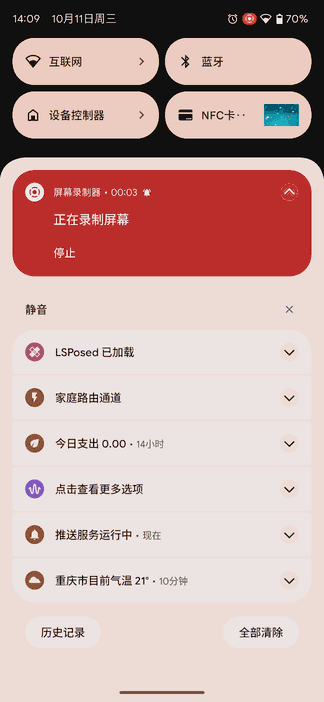 14:09 10月11日周三 70%
互联网 蓝牙
设备控制器 NFC卡··
屏幕录制器 • 00:03
正在录制屏幕
停止
静音
LSPosed 已加载
家庭路由通道
今日支出 0.00 • 14小时
点击查看更多选项
推送服务运行中 • 现在
重庆市目前气温 21° • 10分钟
历史记录 全部清除